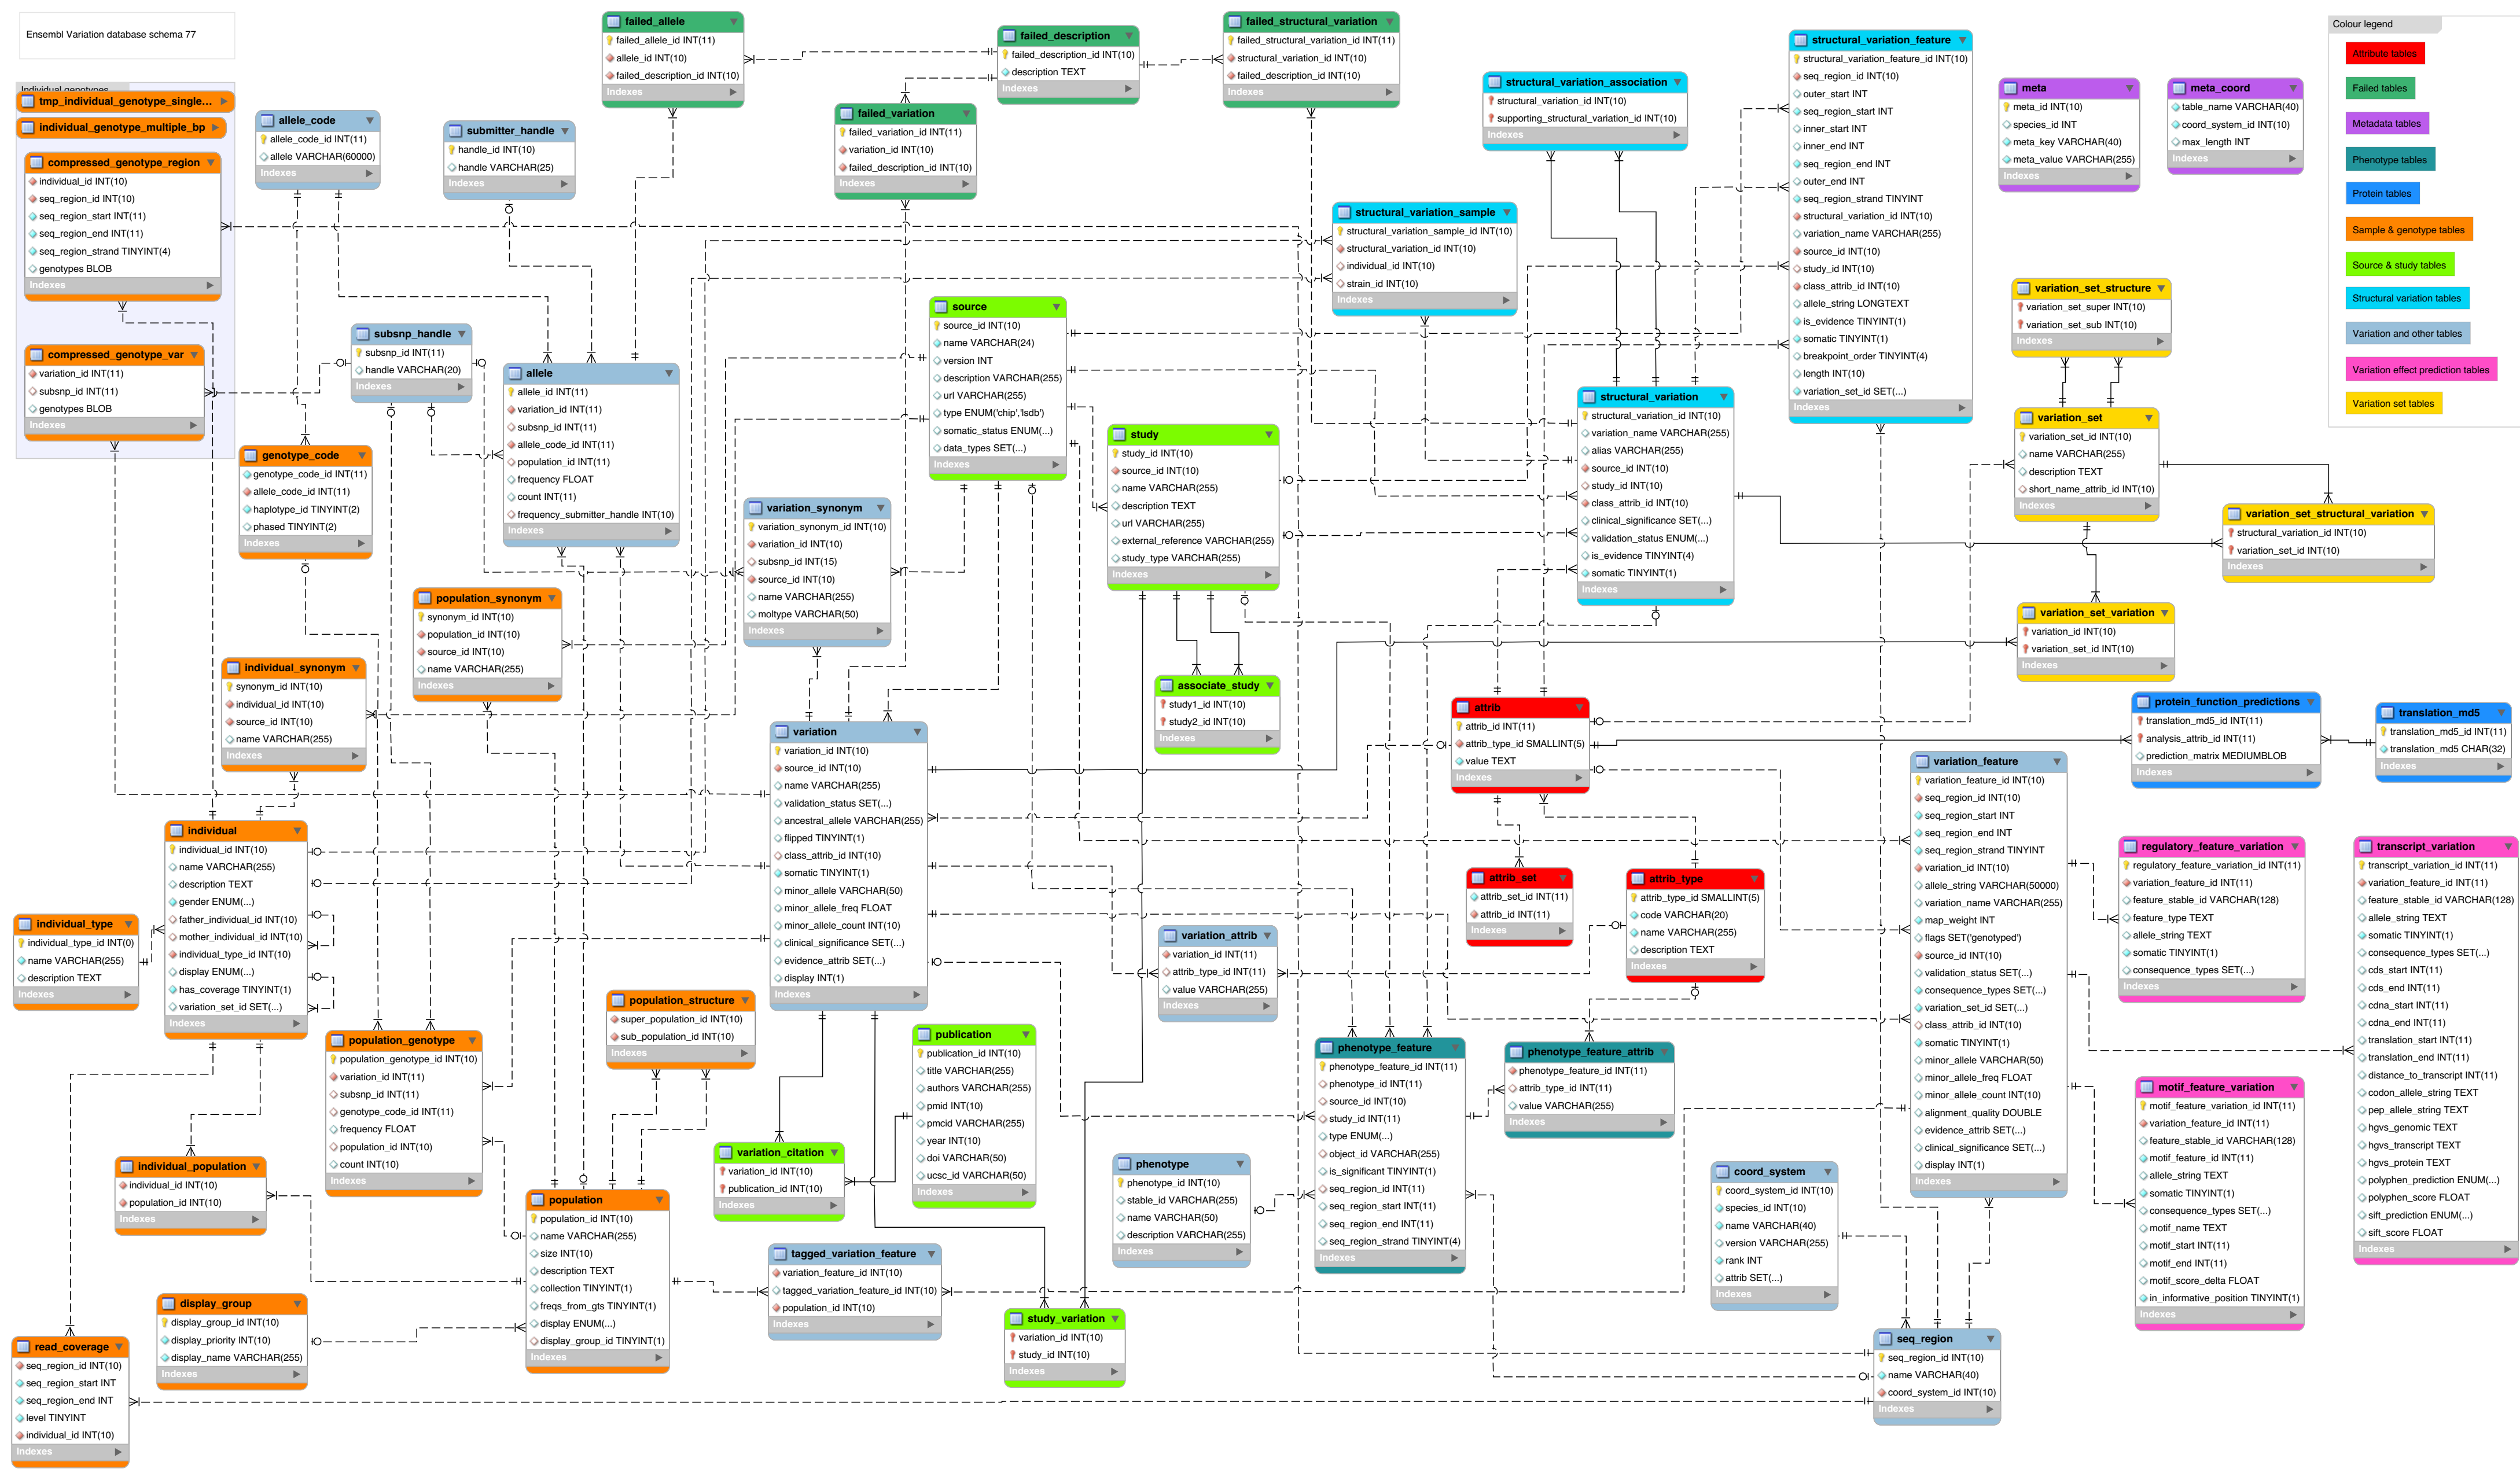 Ensembl Variation database schema 77
Individual genotypes
tmp_individual_genotype_single...
individual_genotype_multiple_bp
compressed_genotype_region
individual_id INT(10)
seq_region_id INT(10)
seq_region_start INT(11)
seq_region_end INT(11)
seq_region_strand TINYINT(4)
genotypes BLOB
Indexes
compressed_genotype_var
variation_id INT(11)
subsnp_id INT(11)
genotypes BLOB
Indexes
allele_code
allele_code_id INT(11)
allele VARCHAR(60000)
Indexes
submitter_handle
handle_id INT(10)
handle VARCHAR(25)
Indexes
failed_allele
failed_allele_id INT(11)
allele_id INT(10)
failed_description_id INT(10)
Indexes
failed_description
failed_description_id INT(10)
description TEXT
Indexes
failed_variation
failed_variation_id INT(11)
variation_id INT(10)
failed_description_id INT(10)
Indexes
failed_structural_variation
failed_structural_variation_id INT(11)
structural_variation_id INT(10)
failed_description_id INT(10)
Indexes
structural_variation_association
structural_variation_id INT(10)
supporting_structural_variation_id INT(10)
Indexes
structural_variation_sample
structural_variation_sample_id INT(10)
structural_variation_id INT(10)
individual_id INT(10)
strain_id INT(10)
Indexes
structural_variation_feature
structural_variation_feature_id INT(10)
seq_region_id INT(10)
outer_start INT
seq_region_start INT
inner_start INT
inner_end INT
seq_region_end INT
outer_end INT
seq_region_strand TINYINT
structural_variation_id INT(10)
variation_name VARCHAR(255)
source_id INT(10)
study_id INT(10)
class_attrib_id INT(10)
allele_string LONGTEXT
is_evidence TINYINT(1)
somatic TINYINT(1)
breakpoint_order TINYINT(4)
length INT(10)
variation_set_id SET(...)
Indexes
meta
meta_id INT(10)
species_id INT
meta_key VARCHAR(40)
meta_value VARCHAR(255)
Indexes
meta_coord
table_name VARCHAR(40)
coord_system_id INT(10)
max_length INT
Indexes
Colour legend
Attribute tables
Failed tables
Metadata tables
Phenotype tables
Protein tables
Sample & genotype tables
Source & study tables
Structural variation tables
Variation and other tables
Variation effect prediction tables
Variation set tables
subsnp_handle
subsnp_id INT(11)
handle VARCHAR(20)
Indexes
allele
allele_id INT(11)
variation_id INT(11)
subsnp_id INT(11)
allele_code_id INT(11)
population_id INT(11)
frequency FLOAT
count INT(11)
frequency_submitter_handle INT(10)
Indexes
genotype_code
genotype_code_id INT(11)
allele_code_id INT(11)
haplotype_id TINYINT(2)
phased TINYINT(2)
Indexes
source
source_id INT(10)
name VARCHAR(24)
version INT
description VARCHAR(255)
url VARCHAR(255)
type ENUM('chip','lsdb')
somatic_status ENUM(...)
data_types SET(...)
Indexes
study
study_id INT(10)
source_id INT(10)
name VARCHAR(255)
description TEXT
url VARCHAR(255)
external_reference VARCHAR(255)
study_type VARCHAR(255)
Indexes
structural_variation
structural_variation_id INT(10)
variation_name VARCHAR(255)
alias VARCHAR(255)
source_id INT(10)
study_id INT(10)
class_attrib_id INT(10)
clinical_significance SET(...)
validation_status ENUM(...)
is_evidence TINYINT(4)
somatic TINYINT(1)
Indexes
variation_set_structure
variation_set_super INT(10)
variation_set_sub INT(10)
Indexes
variation_set
variation_set_id INT(10)
name VARCHAR(255)
description TEXT
short_name_attrib_id INT(10)
Indexes
variation_set_structural_variation
structural_variation_id INT(10)
variation_set_id INT(10)
Indexes
variation_set_variation
variation_id INT(10)
variation_set_id INT(10)
Indexes
variation_synonym
variation_synonym_id INT(10)
variation_id INT(10)
subsnp_id INT(15)
source_id INT(10)
name VARCHAR(255)
moltype VARCHAR(50)
Indexes
population_synonym
synonym_id INT(10)
population_id INT(10)
source_id INT(10)
name VARCHAR(255)
Indexes
individual_synonym
synonym_id INT(10)
individual_id INT(10)
source_id INT(10)
name VARCHAR(255)
Indexes
associate_study
study1_id INT(10)
study2_id INT(10)
Indexes
attrib
attrib_id INT(11)
attrib_type_id SMALLINT(5)
value TEXT
Indexes
protein_function_predictions
translation_md5_id INT(11)
analysis_attrib_id INT(11)
prediction_matrix MEDIUMBLOB
Indexes
translation_md5
translation_md5_id INT(11)
translation_md5 CHAR(32)
Indexes
variation
variation_id INT(10)
source_id INT(10)
name VARCHAR(255)
validation_status SET(...)
ancestral_allele VARCHAR(255)
flipped TINYINT(1)
class_attrib_id INT(10)
somatic TINYINT(1)
minor_allele VARCHAR(50)
minor_allele_freq FLOAT
minor_allele_count INT(10)
clinical_significance SET(...)
evidence_attrib SET(...)
display INT(1)
Indexes
individual
individual_id INT(10)
name VARCHAR(255)
description TEXT
gender ENUM(...)
father_individual_id INT(10)
mother_individual_id INT(10)
individual_type_id INT(10)
display ENUM(...)
has_coverage TINYINT(1)
variation_set_id SET(...)
Indexes
individual_type
individual_type_id INT(0)
name VARCHAR(255)
description TEXT
Indexes
attrib_set
attrib_set_id INT(11)
attrib_id INT(11)
Indexes
attrib_type
attrib_type_id SMALLINT(5)
code VARCHAR(20)
name VARCHAR(255)
description TEXT
Indexes
variation_attrib
variation_id INT(11)
attrib_type_id INT(11)
value VARCHAR(255)
Indexes
variation_feature
variation_feature_id INT(10)
seq_region_id INT(10)
seq_region_start INT
seq_region_end INT
seq_region_strand TINYINT
variation_id INT(10)
allele_string VARCHAR(50000)
variation_name VARCHAR(255)
map_weight INT
flags SET('genotyped')
source_id INT(10)
validation_status SET(...)
consequence_types SET(...)
variation_set_id SET(...)
class_attrib_id INT(10)
somatic TINYINT(1)
minor_allele VARCHAR(50)
minor_allele_freq FLOAT
minor_allele_count INT(10)
alignment_quality DOUBLE
evidence_attrib SET(...)
clinical_significance SET(...)
display INT(1)
Indexes
regulatory_feature_variation
regulatory_feature_variation_id INT(11)
variation_feature_id INT(11)
feature_stable_id VARCHAR(128)
feature_type TEXT
allele_string TEXT
somatic TINYINT(1)
consequence_types SET(...)
Indexes
transcript_variation
transcript_variation_id INT(11)
variation_feature_id INT(11)
feature_stable_id VARCHAR(128)
allele_string TEXT
somatic TINYINT(1)
consequence_types SET(...)
cds_start INT(11)
cds_end INT(11)
cdna_start INT(11)
cdna_end INT(11)
translation_start INT(11)
translation_end INT(11)
distance_to_transcript INT(11)
codon_allele_string TEXT
pep_allele_string TEXT
hgvs_genomic TEXT
hgvs_transcript TEXT
hgvs_protein TEXT
polyphen_prediction ENUM(...)
polyphen_score FLOAT
sift_prediction ENUM(...)
sift_score FLOAT
Indexes
motif_feature_variation
motif_feature_variation_id INT(11)
variation_feature_id INT(11)
feature_stable_id VARCHAR(128)
motif_feature_id INT(11)
allele_string TEXT
somatic TINYINT(1)
consequence_types SET(...)
motif_name TEXT
motif_start INT(11)
motif_end INT(11)
motif_score_delta FLOAT
in_informative_position TINYINT(1)
Indexes
population_genotype
population_genotype_id INT(10)
variation_id INT(11)
subsnp_id INT(11)
genotype_code_id INT(11)
frequency FLOAT
population_id INT(10)
count INT(10)
Indexes
population_structure
super_population_id INT(10)
sub_population_id INT(10)
Indexes
publication
publication_id INT(10)
title VARCHAR(255)
authors VARCHAR(255)
pmid INT(10)
pmcid VARCHAR(255)
year INT(10)
doi VARCHAR(50)
ucsc_id VARCHAR(50)
Indexes
phenotype_feature
phenotype_feature_id INT(11)
phenotype_id INT(11)
source_id INT(10)
study_id INT(11)
type ENUM(...)
object_id VARCHAR(255)
is_significant TINYINT(1)
seq_region_id INT(11)
seq_region_start INT(11)
seq_region_end INT(11)
seq_region_strand TINYINT(4)
Indexes
phenotype_feature_attrib
phenotype_feature_id INT(11)
attrib_type_id INT(11)
value VARCHAR(255)
Indexes
individual_population
individual_id INT(10)
population_id INT(10)
Indexes
variation_citation
variation_id INT(10)
publication_id INT(10)
Indexes
phenotype
phenotype_id INT(10)
stable_id VARCHAR(255)
name VARCHAR(50)
description VARCHAR(255)
Indexes
coord_system
coord_system_id INT(10)
species_id INT(10)
name VARCHAR(40)
version VARCHAR(255)
rank INT
attrib SET(...)
Indexes
population
population_id INT(10)
name VARCHAR(255)
size INT(10)
description TEXT
collection TINYINT(1)
freqs_from_gts TINYINT(1)
display ENUM(...)
display_group_id TINYINT(1)
Indexes
tagged_variation_feature
variation_feature_id INT(10)
tagged_variation_feature_id INT(10)
population_id INT(10)
Indexes
display_group
display_group_id INT(10)
display_priority INT(10)
display_name VARCHAR(255)
Indexes
study_variation
variation_id INT(10)
study_id INT(10)
Indexes
seq_region
seq_region_id INT(10)
name VARCHAR(40)
coord_system_id INT(10)
Indexes
read_coverage
seq_region_id INT(10)
seq_region_start INT
seq_region_end INT
level TINYINT
individual_id INT(10)
Indexes